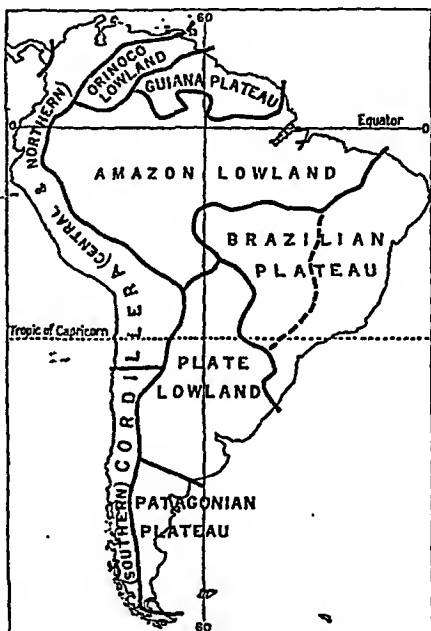 60
ORINOCO
LOWLAND
GUIANA PLATEAU
0
Equator
0
AMAZON LOWLAND
BRAZILIAN
PLATEAU
Tropic of Capricorn
PLATE
LOWLAND
(SOUTHERN) CORDILLERA (CENTRAL & NORTHERN)
PATAGONIAN
PLATEAU
60